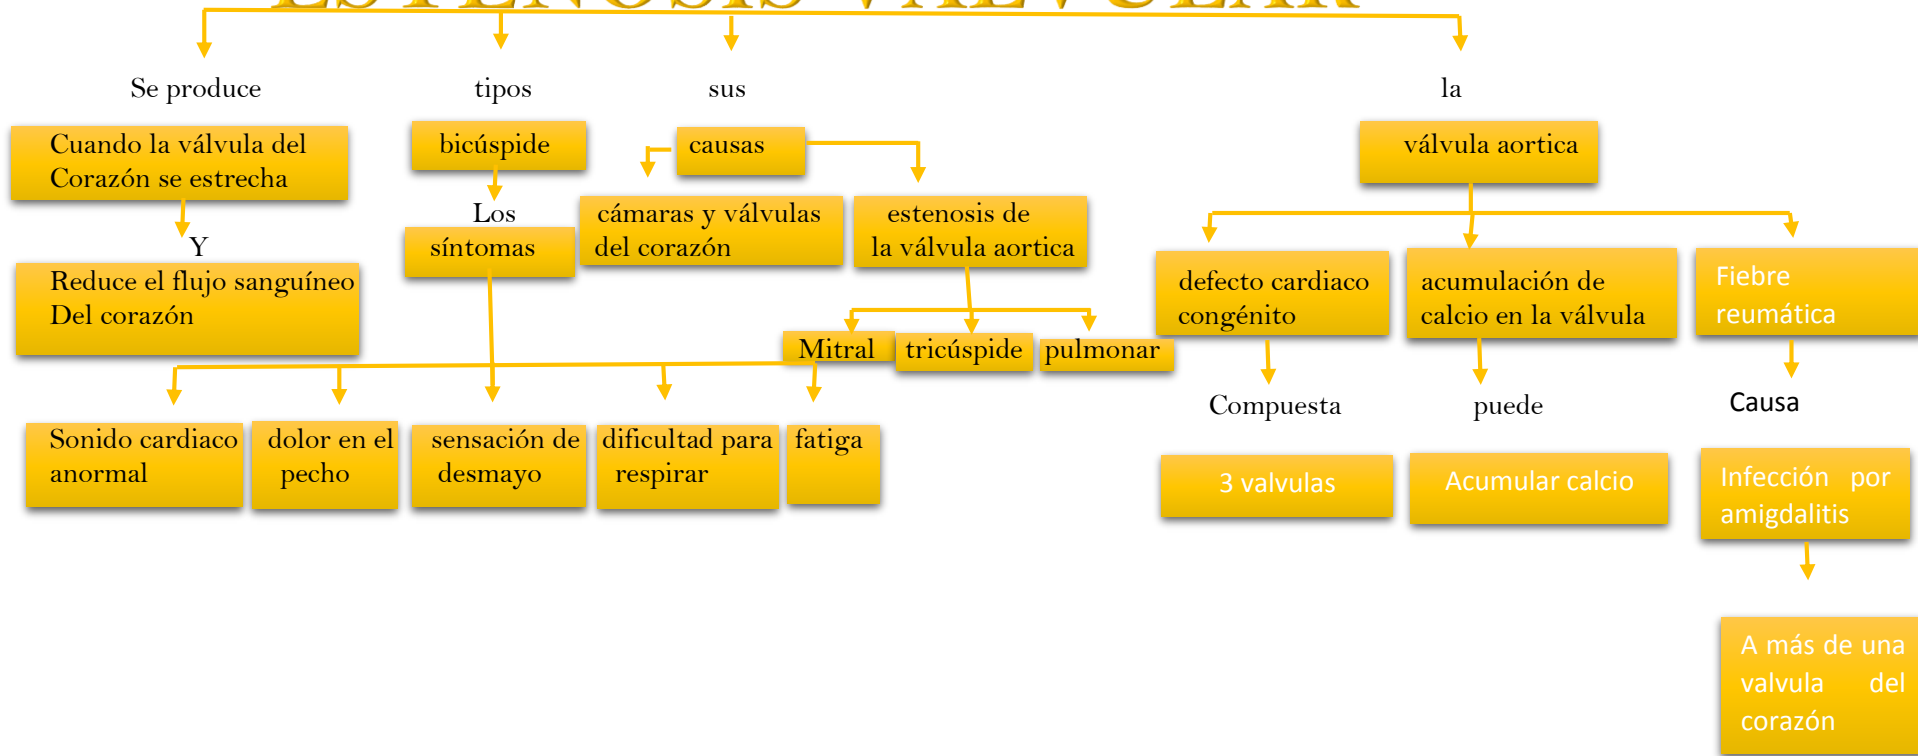 ESTENOSIS VALVULAR
Se produce
tipos
sus
la
Cuando la válvula del
Corazón se estrecha
bicúspide
causas
válvula aortica
Y
Los
síntomas
cámaras y válvulas
del corazón
estenosis de
la válvula aortica
Reduce el flujo sanguíneo
Del corazón
defecto cardiaco
congénito
acumulación de
calcio en la válvula
Fiebre
reumática
Mitral
tricúspide
pulmonar
Compuesta
puede
Causa
Sonido cardiaco
anormal
dolor en el
pecho
sensación de
desmayo
dificultad para
respirar
fatiga
3 valvulas
Acumular calcio
Infección por
amigdalitis
A más de una
valvula del
corazón